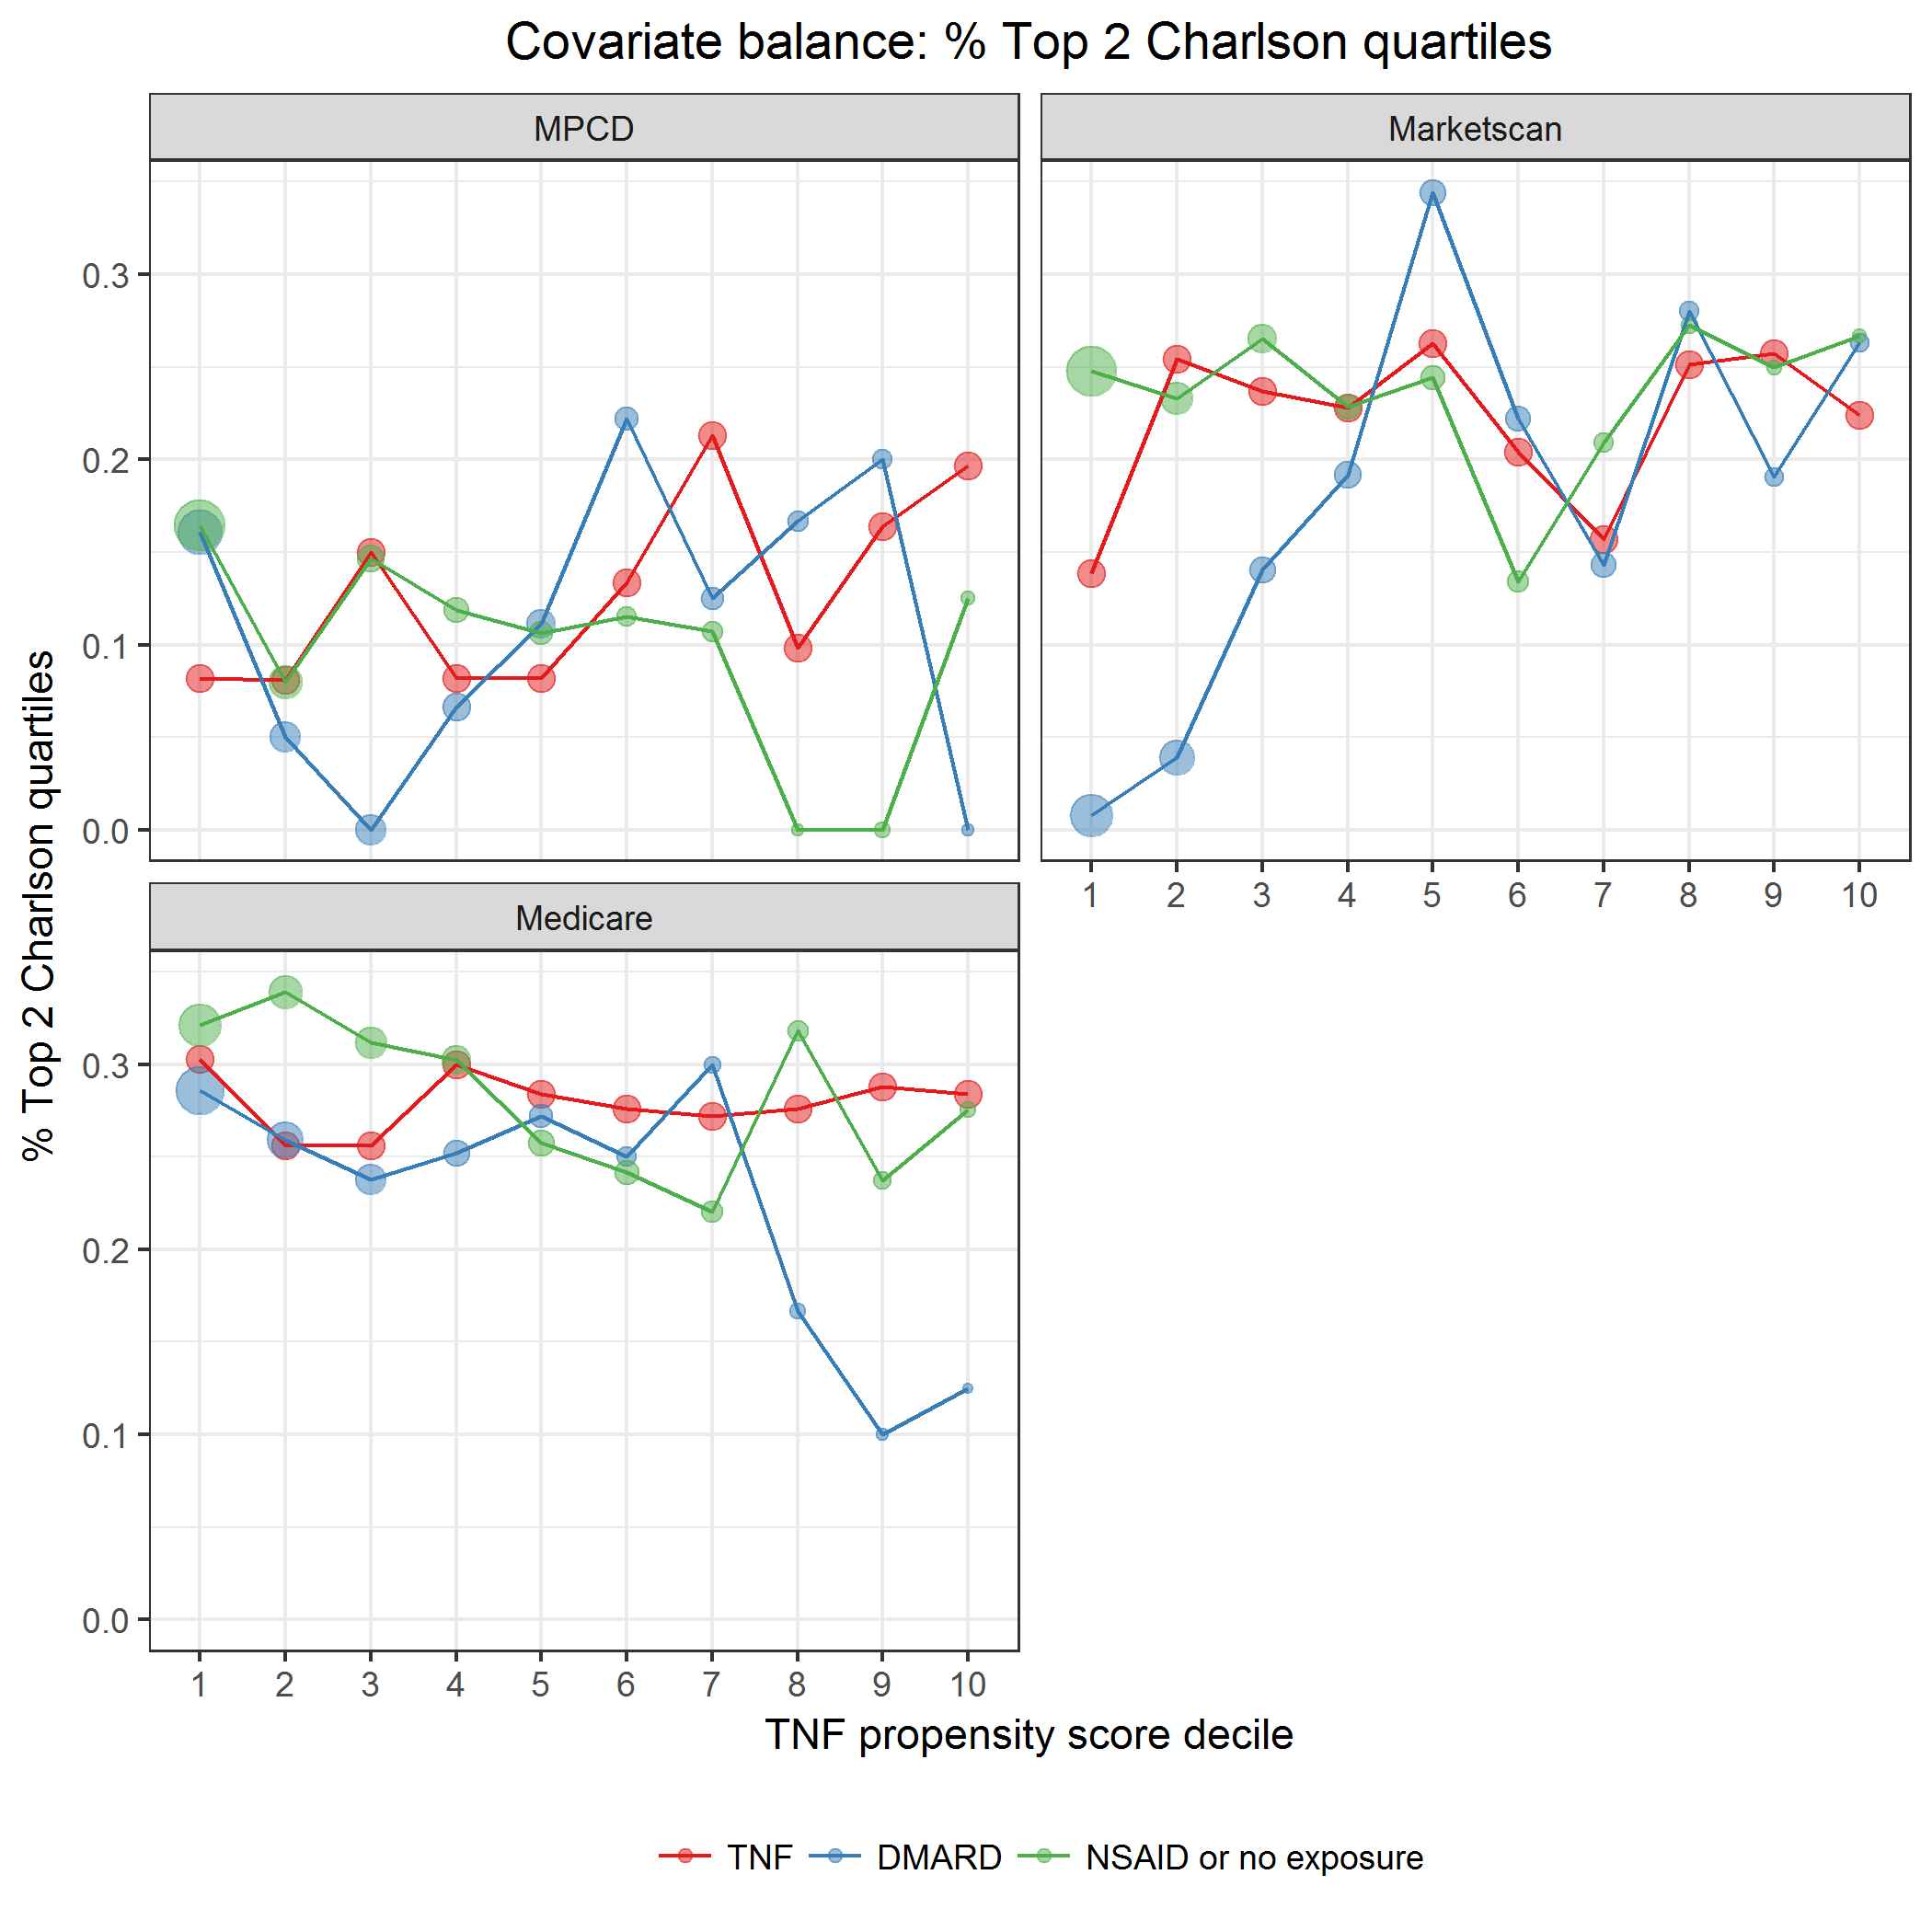 Covariate balance: % Top 2 Charlson quartiles
MPCD
Marketscan
0.3
0.2
0.1
0.0
1 2 3 4 5 6 7 8 9 10
Medicare
0.3
0.2
0.1
0.0
1 2 3 4 5 6 7 8 9 10
% Top 2 Charlson quartiles
TNF propensity score decile
TNF DMARD NSAID or no exposure